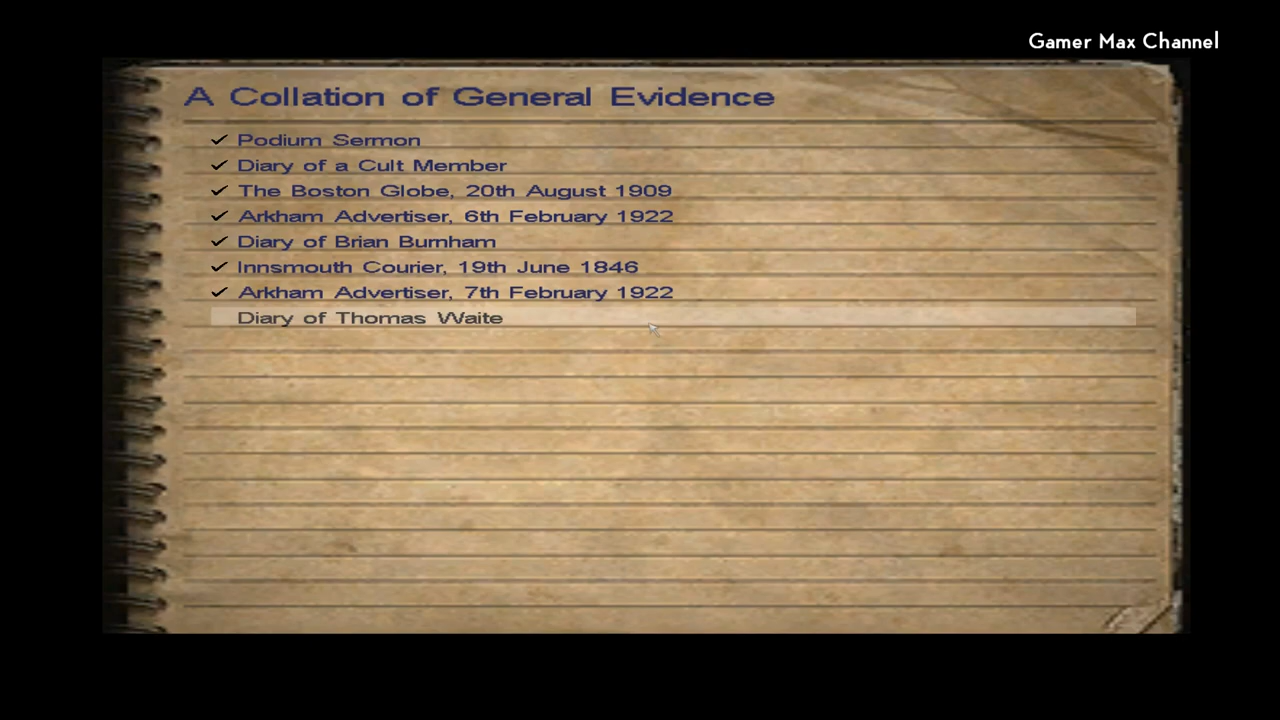 Gamer Max Channel
A Collation of General Evidence
✓ Podium Sermon
✓ Diary of a Cult Member
✓ The Boston Globe, 20th August 1909
✓ Arkham Advertiser, 6th February 1922
✓ Diary of Brian Burnham
✓ Innsmouth Courier, 19th June 1846
✓ Arkham Advertiser, 7th February 1922
Diary of Thomas Waite